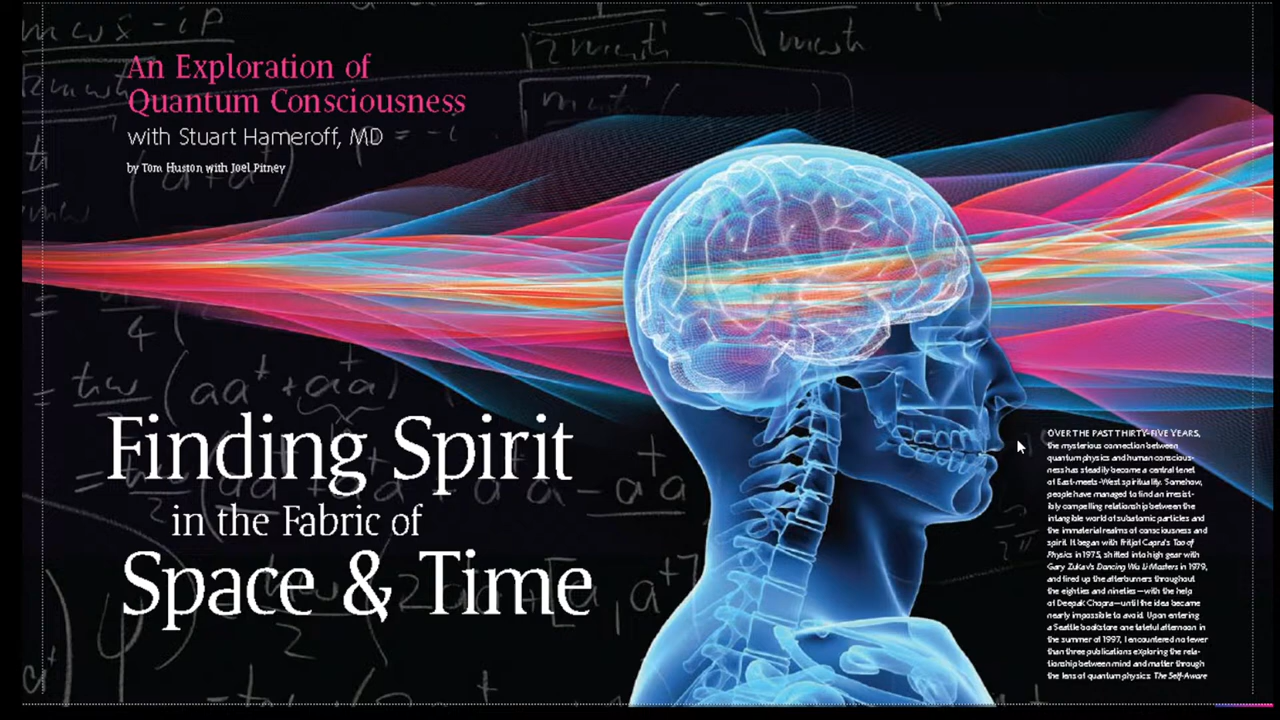 An Exploration of
Quantum Consciousness
with Stuart Hameroff, MD
by Tom Huston with Joel Pitney
Finding Spirit
in the Fabric of
Space & Time
OVER THE PAST THIRTY-FIVE YEARS,
the mysterious connection between
quantum physics and human conscious-
ness has steadily become a central tenet
of East-meets-West spirituality. Somehow,
people have managed to find an irresist-
ibly compelling relationship between the
intangible world of subatomic particles and
the immaterial realms of consciousness and
spirit. It began with Fritjof Capra's Tao of
Physics in 1975, shifted into high gear with
Gary Zukav's Dancing Wu Li Masters in 1979,
and fired up the afterburners throughout
the eighties and nineties—with the help
of Deepak Chopra—until the idea became
nearly impossible to avoid. Upon entering
a Seattle bookstore one fateful afternoon in
the summer of 1997, I encountered no fewer
than three publications exploring the rela-
tionship between mind and matter through
the lens of quantum physics: The Self-Aware